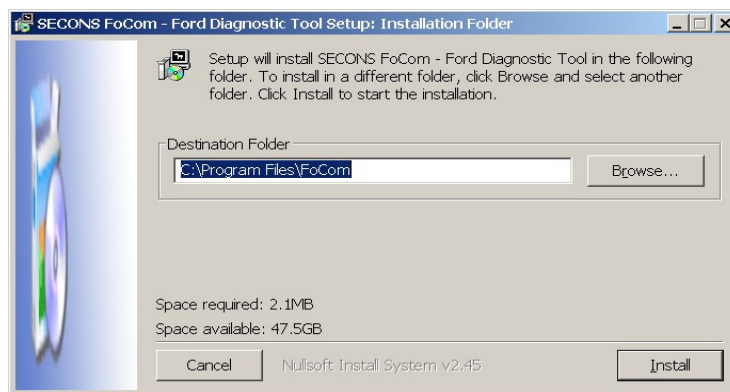 SECONS FoCom - Ford Diagnostic Tool Setup: Installation Folder
Setup will install SECONS FoCom - Ford Diagnostic Tool in the following
folder. To install in a different folder, click Browse and select another
folder. Click Install to start the installation.
Destination Folder
C:\Program Files\FoCom
Browse...
Space required: 2.1MB
Space available: 47.5GB
Cancel
Nullsoft Install System v2.45
Install